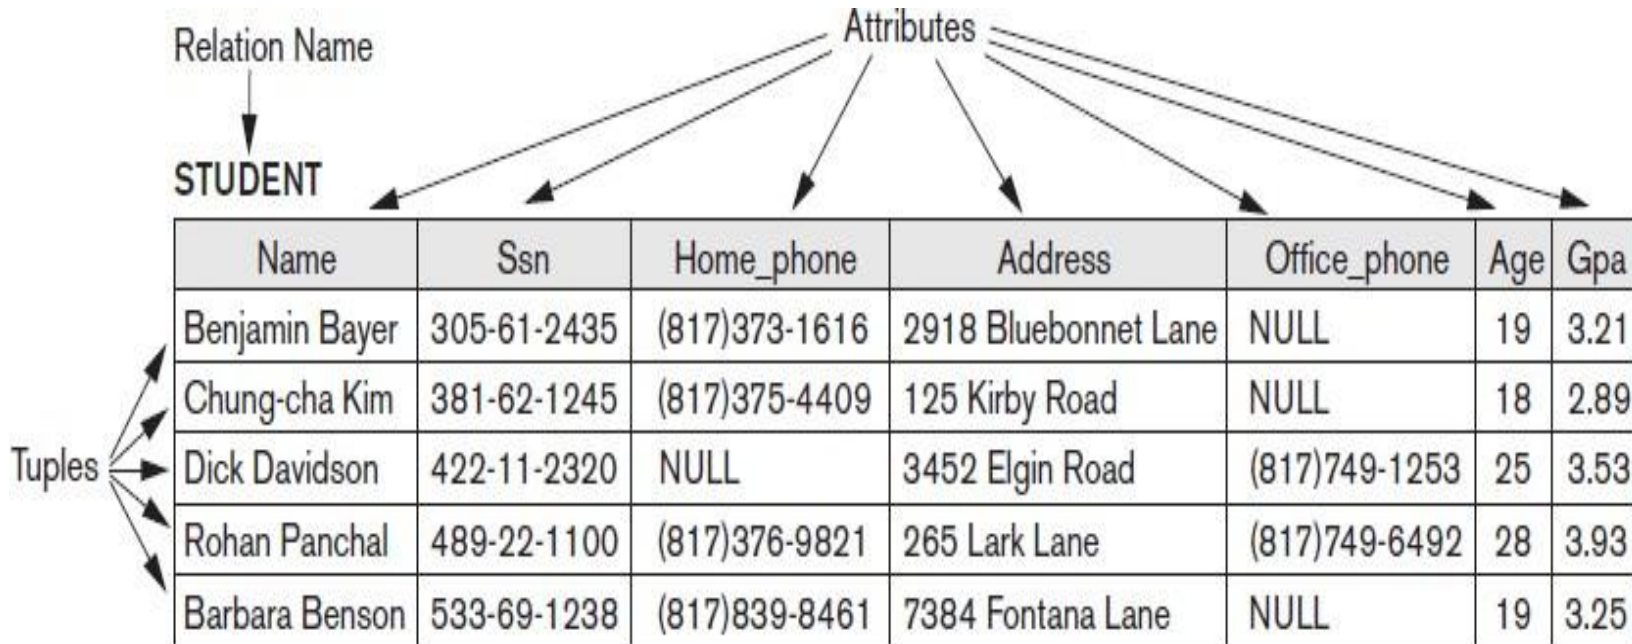 Attributes
Relation Name
STUDENT
Name Ssn Home_phone Address Office_phone Age Gpa
Benjamin Bayer 305-61-2435 (817)373-1616 2918 Bluebonnet Lane NULL 19 3.21
Chung-cha Kim 381-62-1245 (817)375-4409 125 Kirby Road NULL 18 2.89
Tuples Dick Davidson 422-11-2320 NULL 3452 Elgin Road (817)749-1253 25 3.53
Rohan Panchal 489-22-1100 (817)376-9821 265 Lark Lane (817)749-6492 28 3.93
Barbara Benson 533-69-1238 (817)839-8461 7384 Fontana Lane NULL 19 3.25